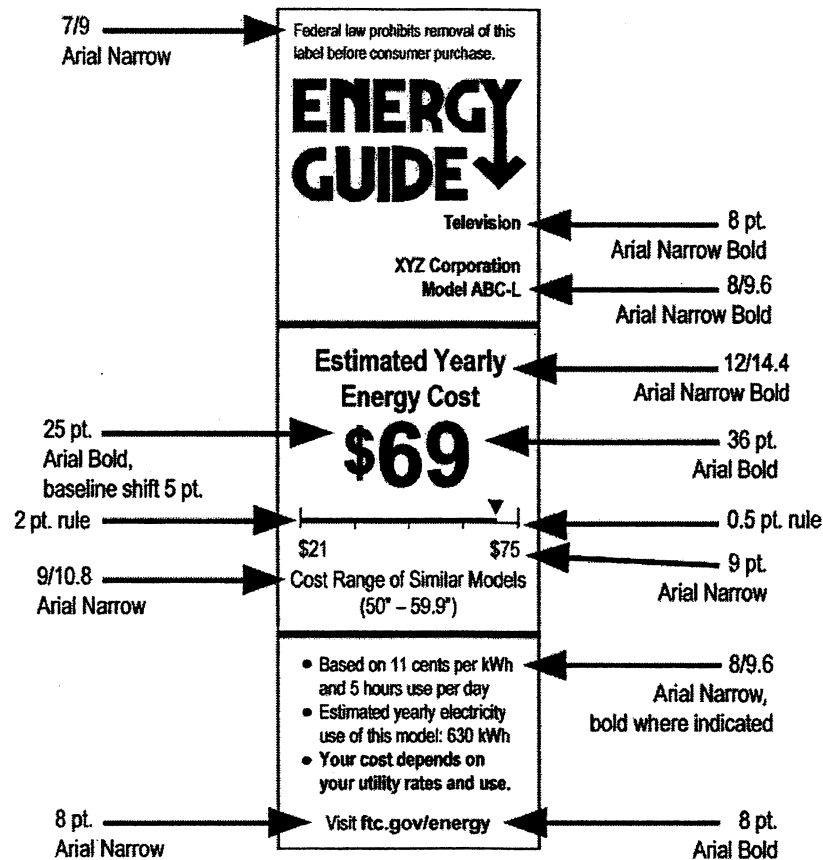 7/9
Arial Narrow
Federal law prohibits removal of this
label before consumer purchase.
ENERGY
GUIDE
Television
8 pt.
Arial Narrow Bold
XYZ Corporation
Model ABC-L
8/9.6
Arial Narrow Bold
Estimated Yearly
Energy Cost
12/14.4
Arial Narrow Bold
25 pt.
Arial Bold,
baseline shift 5 pt.
$69
36 pt.
Arial Bold
2 pt. rule
0.5 pt. rule
$21 $75
9 pt.
Arial Narrow
9/10.8
Arial Narrow
Cost Range of Similar Models
(50" – 59.9")
• Based on 11 cents per kWh
and 5 hours use per day
• Estimated yearly electricity
use of this model: 630 kWh
• Your cost depends on
your utility rates and use.
8/9.6
Arial Narrow,
bold where indicated
8 pt.
Arial Narrow
Visit ftc.gov/energy
8 pt.
Arial Bold